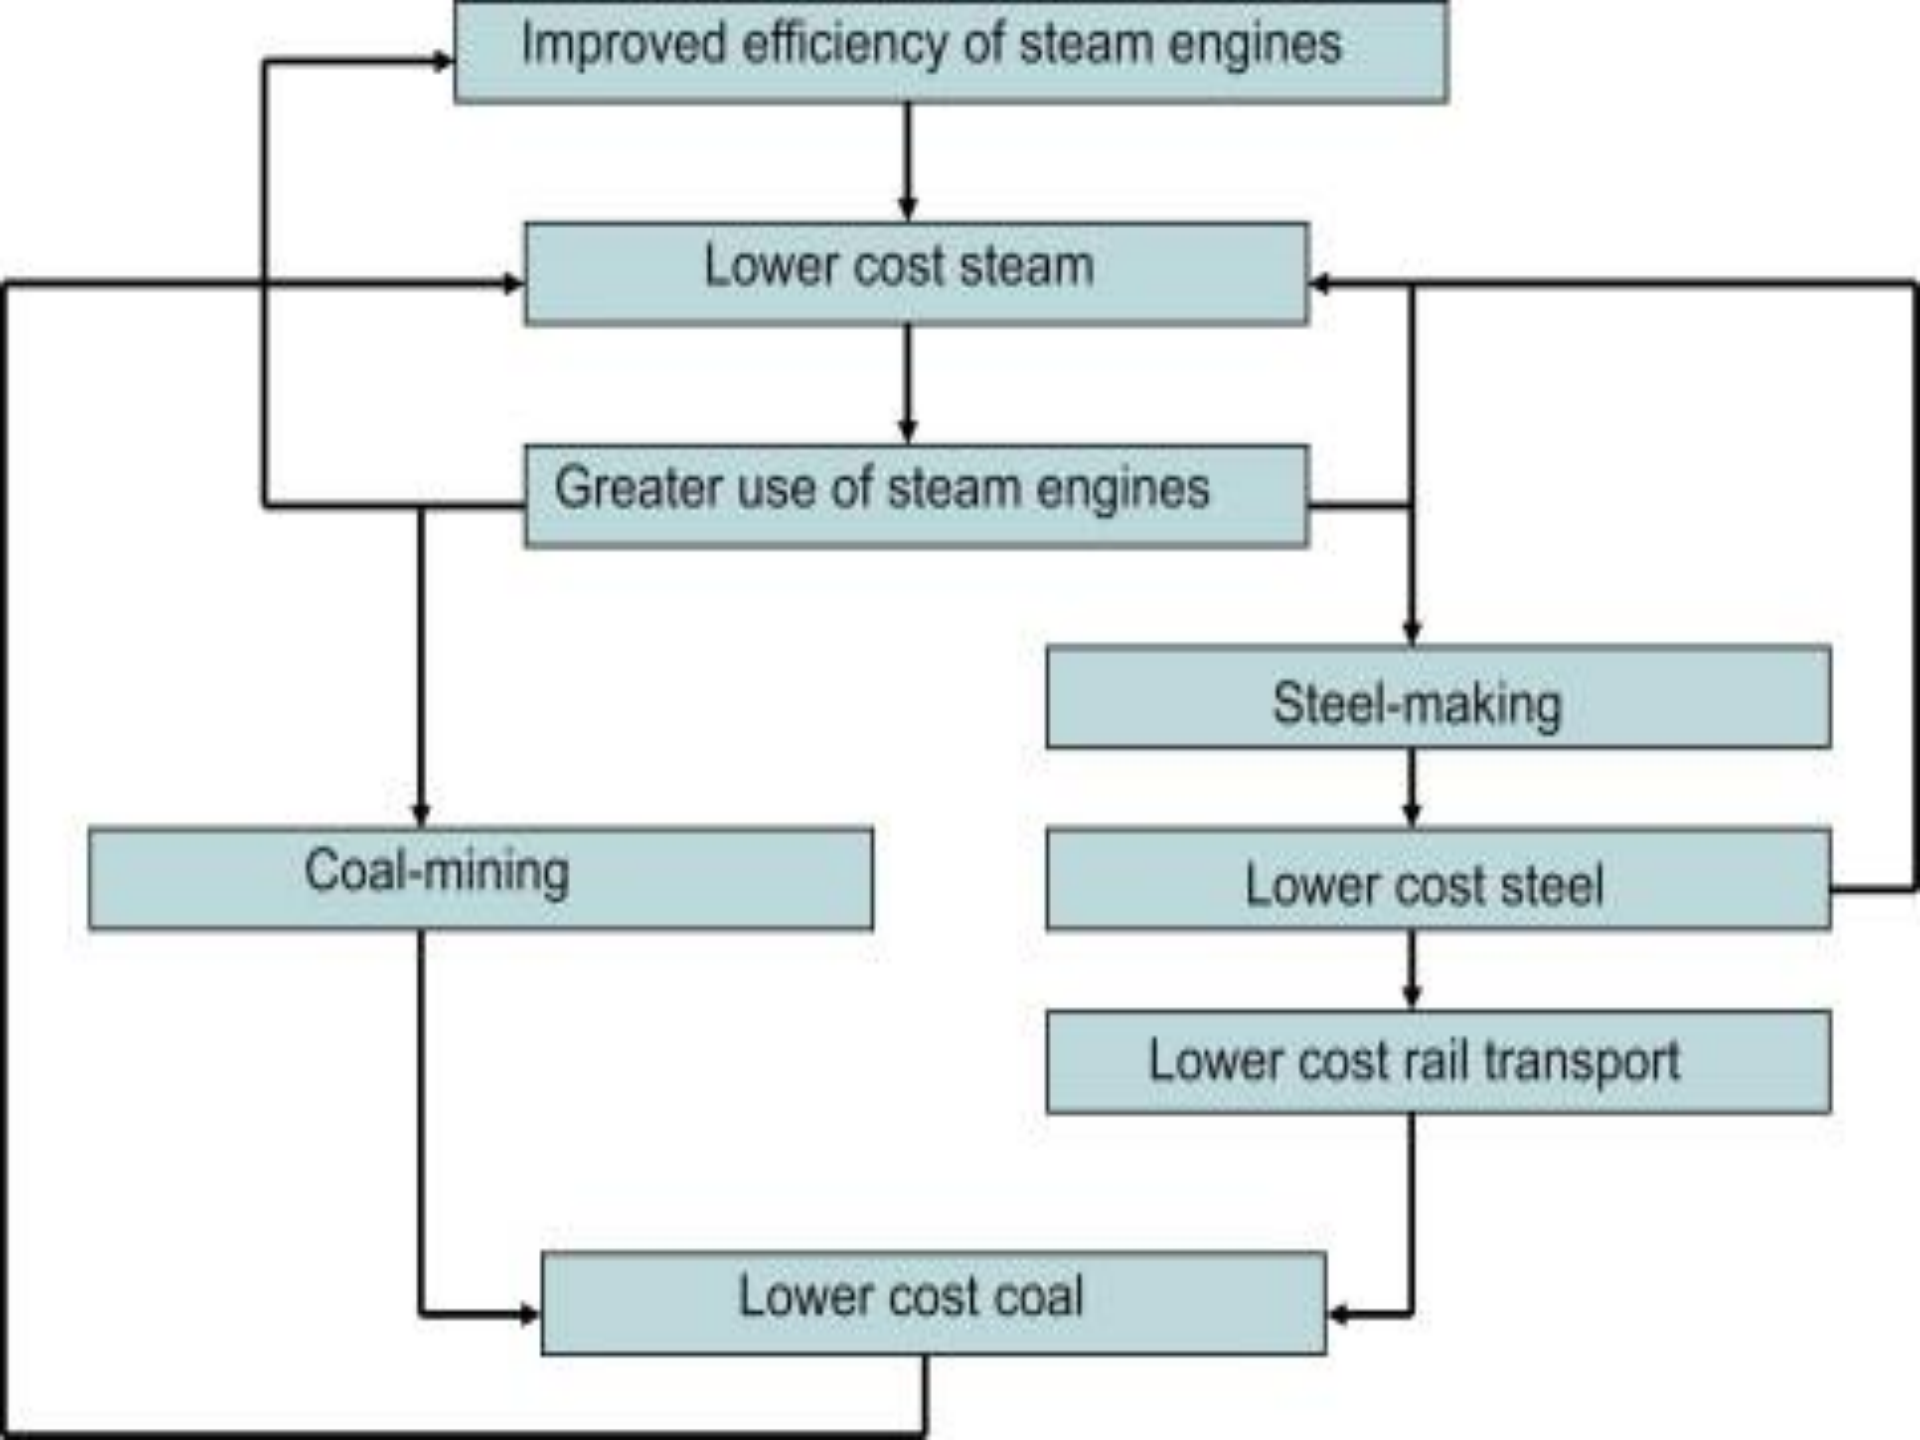 Improved efficiency of steam engines
Lower cost steam
Greater use of steam engines
Steel-making
Coal-mining
Lower cost steel
Lower cost rail transport
Lower cost coal